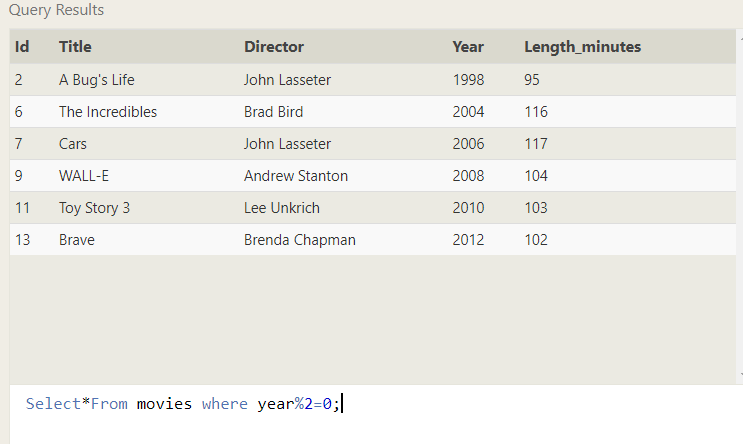 Query Results
Id Title Director Year Length_minutes
2 A Bug's Life John Lasseter 1998 95
6 The Incredibles Brad Bird 2004 116
7 Cars John Lasseter 2006 117
9 WALL-E Andrew Stanton 2008 104
11 Toy Story 3 Lee Unkrich 2010 103
13 Brave Brenda Chapman 2012 102
Select*From movies where year%2=0;